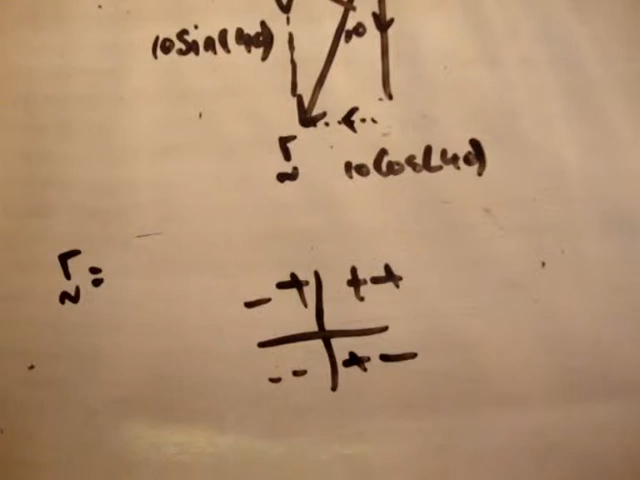 10Sin(40)
10
r
~
10Cos(40)
r =
~
- + + +
- - + -